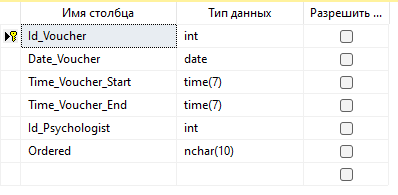 Имя столбца Тип данных Разрешить ...
Id_Voucher int
Date_Voucher date
Time_Voucher_Start time(7)
Time_Voucher_End time(7)
Id_Psychologist int
Ordered nchar(10)